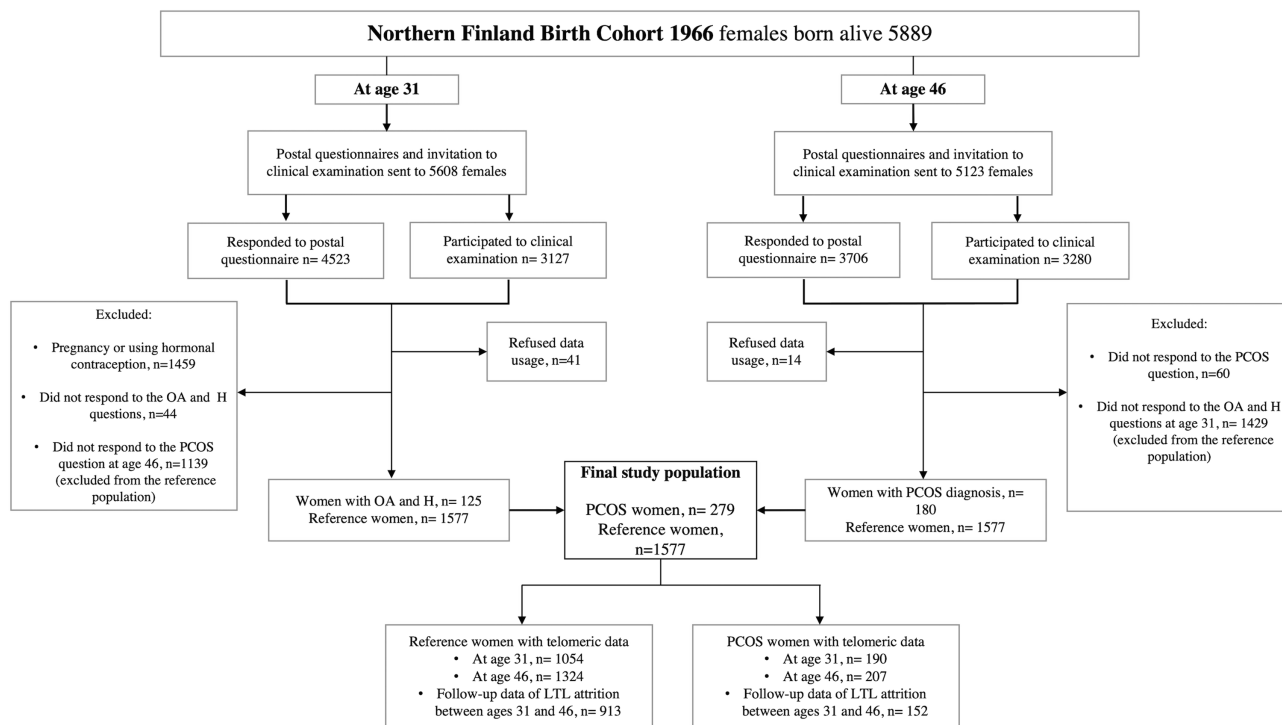 Northern Finland Birth Cohort 1966 females born alive 5889
At age 31
At age 46
Postal questionnaires and invitation to
clinical examination sent to 5608 females
Postal questionnaires and invitation to
clinical examination sent to 5123 females
Responded to postal
questionnaire n= 4523
Participated to clinical
examination n= 3127
Responded to postal
questionnaire n= 3706
Participated to clinical
examination n= 3280
Excluded:
• Pregnancy or using hormonal
contraception, n=1459
• Did not respond to the OA and H
questions, n=44
• Did not respond to the PCOS
question at age 46, n=1139
(excluded from the reference
population)
Refused data
usage, n=41
Refused data
usage, n=14
Excluded:
• Did not respond to the PCOS
question, n=60
• Did not respond to the OA and H
questions at age 31, n= 1429
(excluded from the reference
population)
Women with OA and H, n= 125
Reference women, n= 1577
Final study population
PCOS women, n= 279
Reference women,
n=1577
Women with PCOS diagnosis, n=
180
Reference women, n= 1577
Reference women with telomeric data
• At age 31, n= 1054
• At age 46, n= 1324
• Follow-up data of LTL attrition
between ages 31 and 46, n= 913
PCOS women with telomeric data
• At age 31, n= 190
• At age 46, n= 207
• Follow-up data of LTL attrition
between ages 31 and 46, n= 152